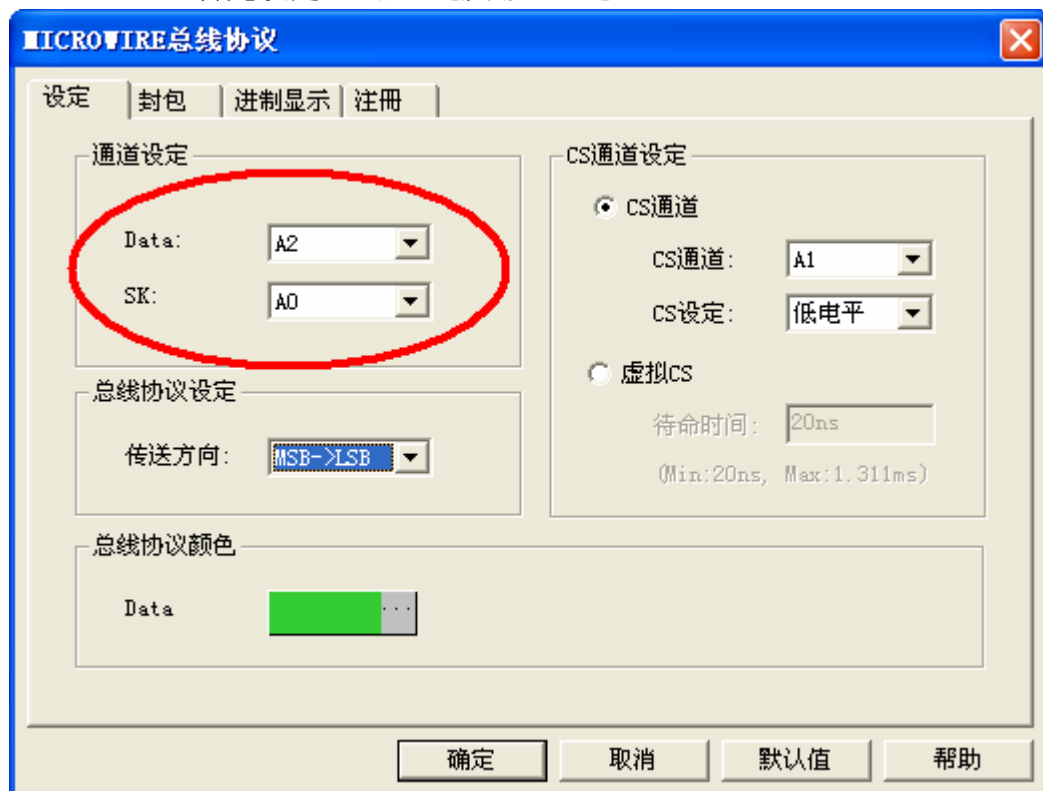 MICROWIRE总线协议
设定 封包 进制显示 注册
通道设定
Data: A2
SK: A0
总线协议设定
传送方向: MSB->LSB
CS通道设定
CS通道
CS通道: A1
CS设定: 低电平
虚拟CS
待命时间: 20ns
(Min:20ns, Max:1.311ms)
总线协议颜色
Data ...
确定 取消 默认值 帮助